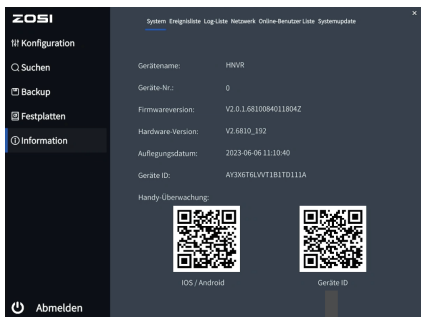 ZOSI
System Ereignisliste Log-Liste Netzwerk Online-Benutzer Liste Systemupdate
Konfiguration
Suchen
Backup
Festplatten
Information
Gerätename: HNVR
Geräte-Nr.: 0
Firmwareversion: V2.0.1.6810084011804Z
Hardware-Version: V2.6810_192
Auflegungsdatum: 2023-06-06 11:10:40
Geräte ID: AY3X6T6LVVT1B1TD111A
Handy-Überwachung:
IOS / Android Geräte ID
Abmelden